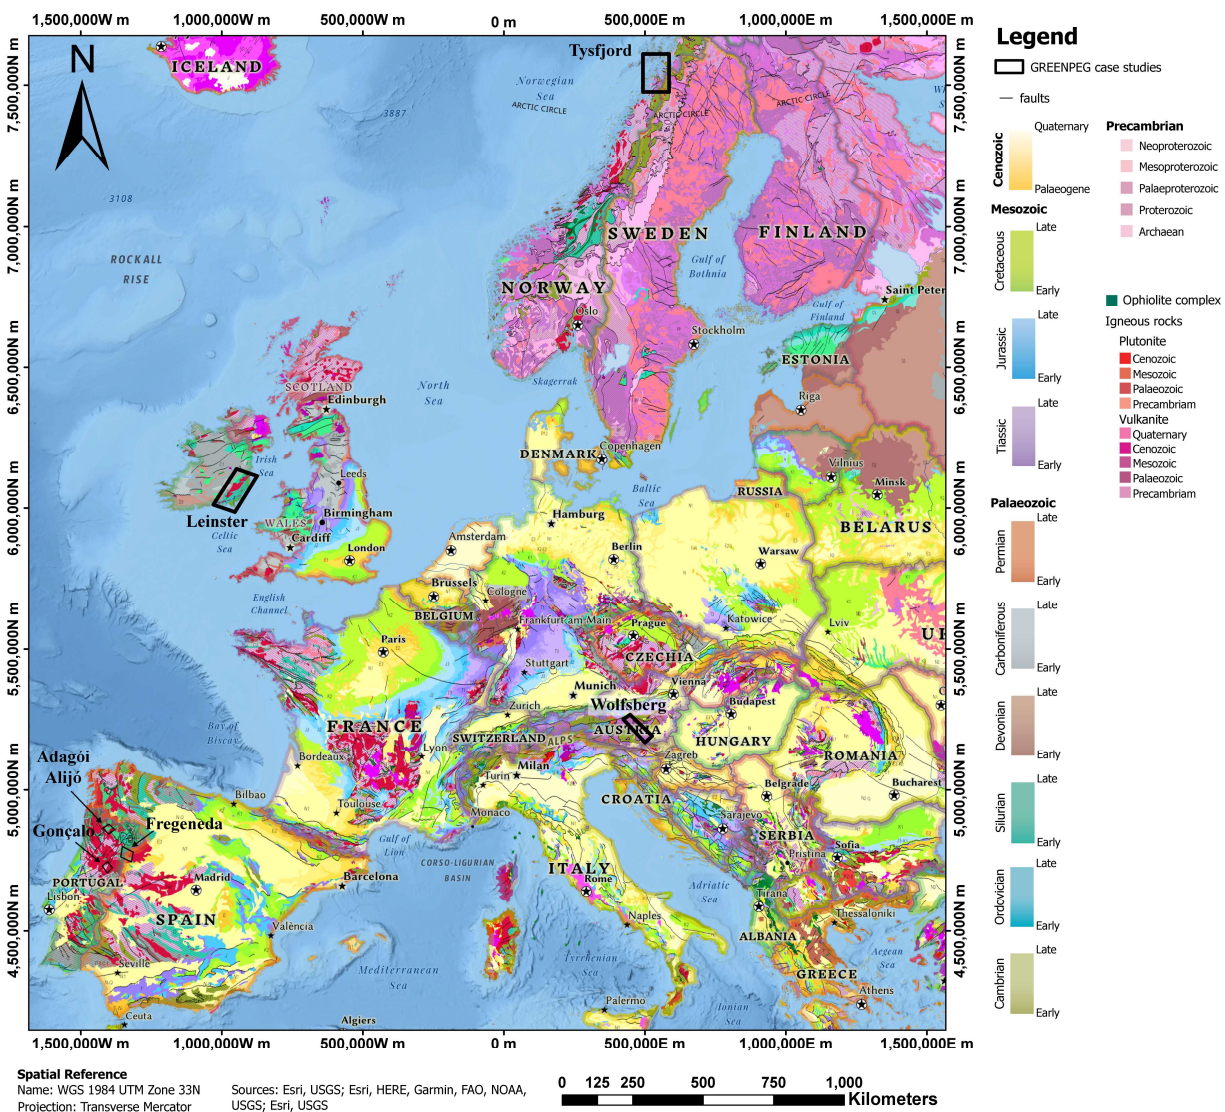 1,500,000W m
1,000,000W m
500,000W m
0 m
500,000E m
1,000,000E m
1,500,000E m
7,500,000N m
7,000,000N m
6,500,000N m
6,000,000N m
5,500,000N m
5,000,000N m
4,500,000N m
7,500,000N m
7,000,000N m
6,500,000N m
6,000,000N m
5,500,000N m
5,000,000N m
4,500,000N m
N
ICELAND
Tysfjord
Norwegian
Sea
ARCTIC CIRCLE
ARCTIC CIRCLE
ARCTIC CIRCLE
3887
3108
ROCKALL
RISE
SWEDEN
FINLAND
NORWAY
Gulf of
Bothnia
Saint Peter
Gulf of
Finland
Oslo
Stockholm
ESTONIA
Skagerrak
North
Sea
SCOTLAND
Edinburgh
Riga
Irish
Sea
Leeds
DENMARK
Copenhagen
Vilnius
Minsk
RUSSIA
Baltic
Sea
BELARUS
Leinster
WALES
Birmingham
Celtic
Sea
Cardiff
London
Hamburg
Amsterdam
Berlin
Warsaw
English
Channel
Brussels
BELGIUM
Cologne
Frankfurt am Main
Prague
Katowice
Lviv
UK
Paris
CZECHIA
Stuttgart
Munich
Vienna
Wolfsberg
Budapest
Zurich
FRANCE
SWITZERLAND
ALPS
AUSTRIA
HUNGARY
Bay of
Biscay
Lyon
Bordeaux
Milan
Turin
Zagreb
ROMANIA
Adagói
Alijó
Bilbao
Toulouse
Monaco
CROATIA
Belgrade
Bucharest
Gonçalo
Fregeneda
Gulf of
Lion
CORSO-LIGURIAN
BASIN
Sarajevo
SERBIA
Sofia
Pristina
PORTUGAL
Lisbon
Madrid
Barcelona
ITALY
Rome
Adriatic
Sea
Tirana
SPAIN
València
Naples
Thessaloniki
ALBANIA
Seville
Mediterranean
Sea
Tyrrhenian
Sea
Aegean
Sea
GREECE
Athens
Ceuta
Algiers
Palermo
Ionian
Sea
1,500,000W m
1,000,000W m
500,000W m
0 m
500,000E m
1,000,000E m
1,500,000E m
Legend
GREENPEG case studies
faults
Cenozoic
Quaternary
Palaeogene
Mesozoic
Cretaceous
Late
Early
Jurassic
Late
Early
Tiassic
Late
Early
Palaeozoic
Permian
Late
Early
Carboniferous
Late
Early
Devonian
Late
Early
Silurian
Late
Early
Ordovician
Late
Early
Cambrian
Late
Early
Precambrian
Neoproterozoic
Mesoproterozoic
Palaeproterozoic
Proterozoic
Archaean
Ophiolite complex
Igneous rocks
Plutonite
Cenozoic
Mesozoic
Palaeozoic
Precambriam
Vulkanite
Quaternary
Cenozoic
Mesozoic
Palaeozoic
Precambriam
Spatial Reference
Name: WGS 1984 UTM Zone 33N
Projection: Transverse Mercator
Sources: Esri, USGS; Esri, HERE, Garmin, FAO, NOAA,
USGS; Esri, USGS
0 125 250 500 750 1,000
Kilometers